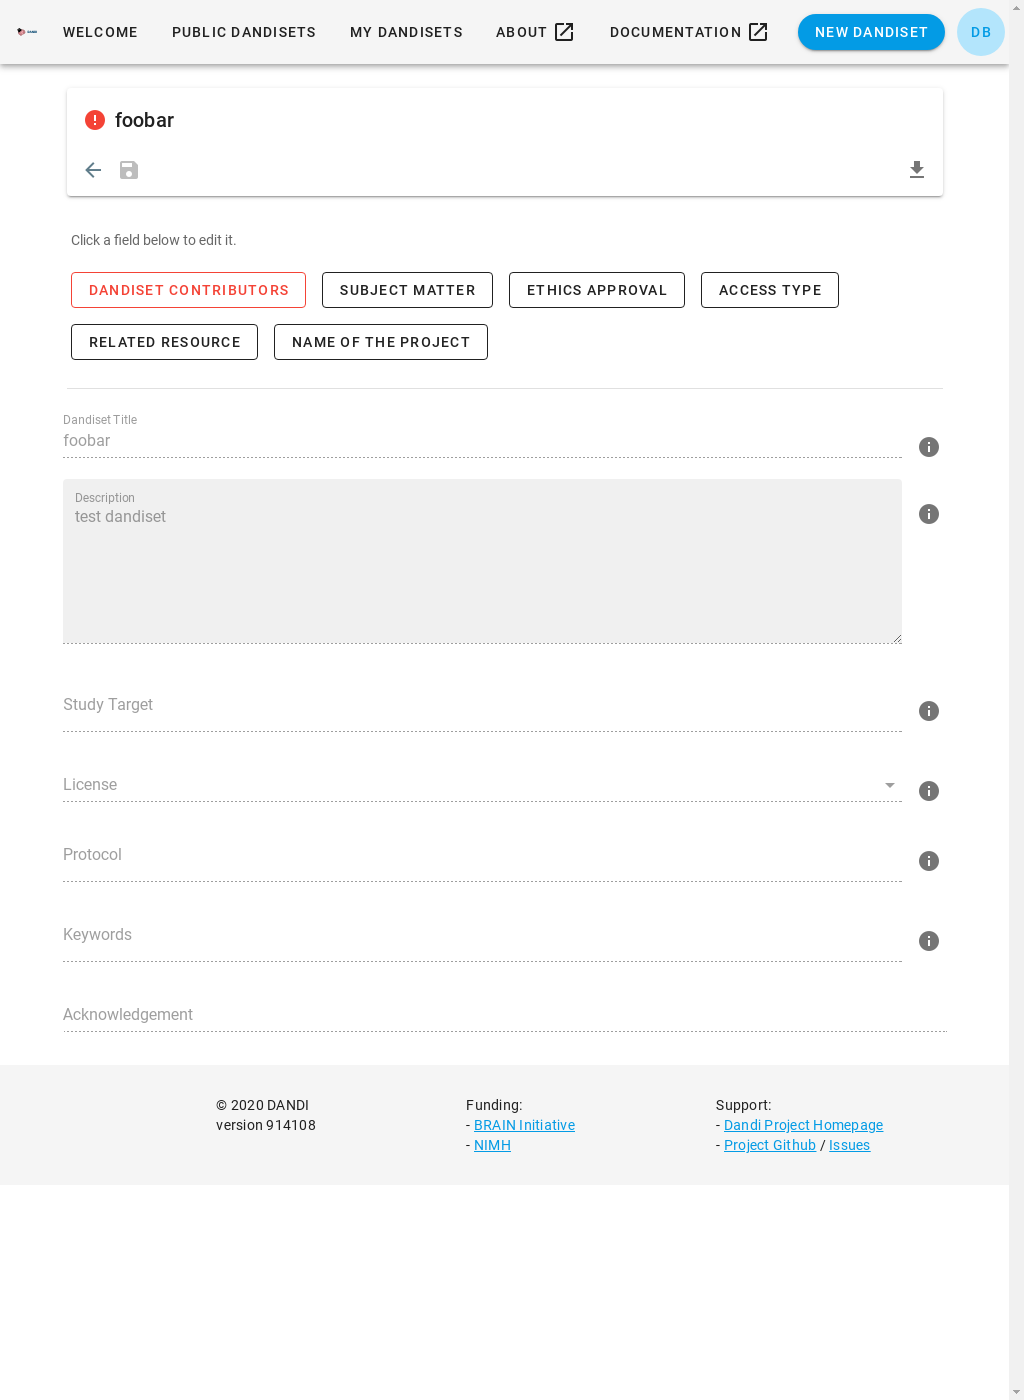 WELCOME PUBLIC DANDISETS MY DANDISETS ABOUT DOCUMENTATION NEW DANDISET DB
foobar
Click a field below to edit it.
DANDISET CONTRIBUTORS SUBJECT MATTER ETHICS APPROVAL ACCESS TYPE
RELATED RESOURCE NAME OF THE PROJECT
Dandiset Title
foobar
Description
test dandiset
Study Target
License
Protocol
Keywords
Acknowledgement
© 2020 DANDI
version 914108
Funding:
- BRAIN Initiative
- NIMH
Support:
- Dandi Project Homepage
- Project Github / Issues